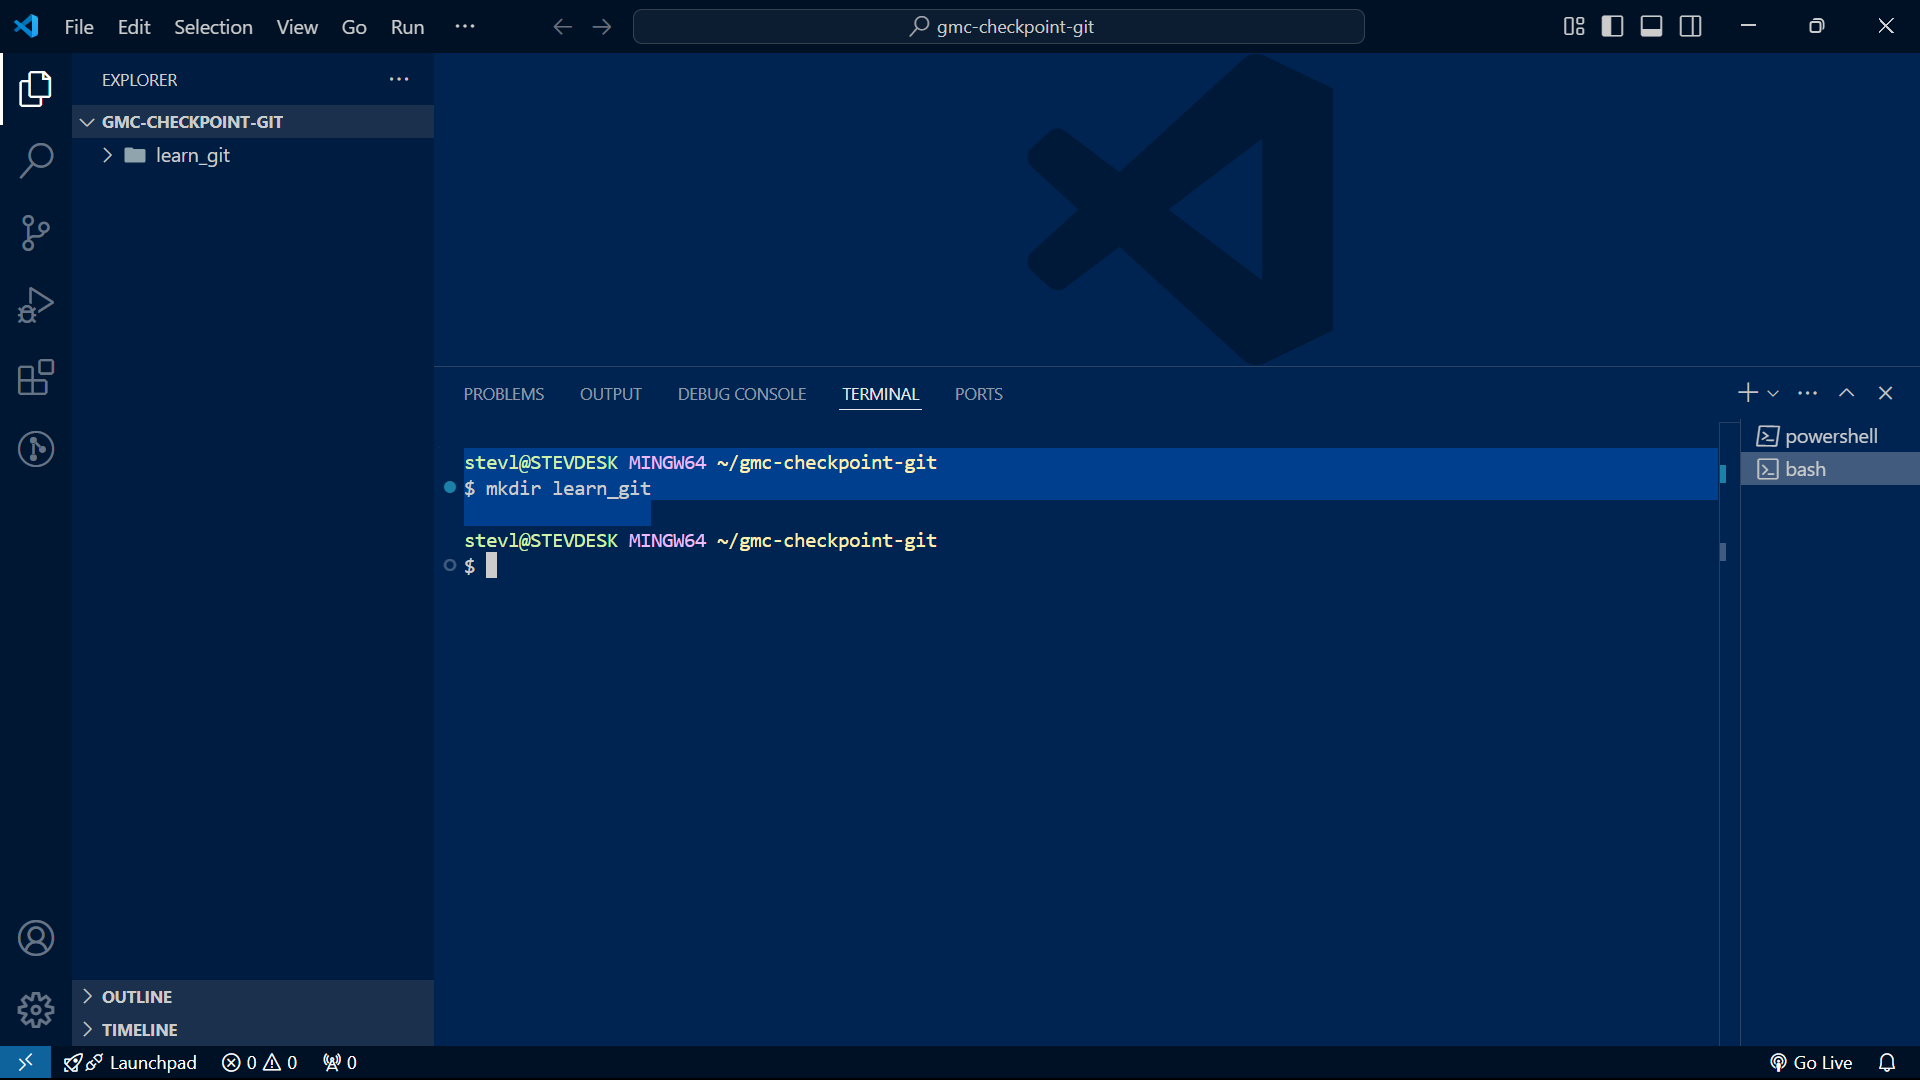 File Edit Selection View Go Run ···
gmc-checkpoint-git
EXPLORER
GMC-CHECKPOINT-GIT
learn_git
PROBLEMS OUTPUT DEBUG CONSOLE TERMINAL PORTS
stevl@STEVDESK MINGW64 ~/gmc-checkpoint-git
$ mkdir learn_git
stevl@STEVDESK MINGW64 ~/gmc-checkpoint-git
$
powershell
bash
OUTLINE
TIMELINE
Launchpad 0 0 0 Go Live